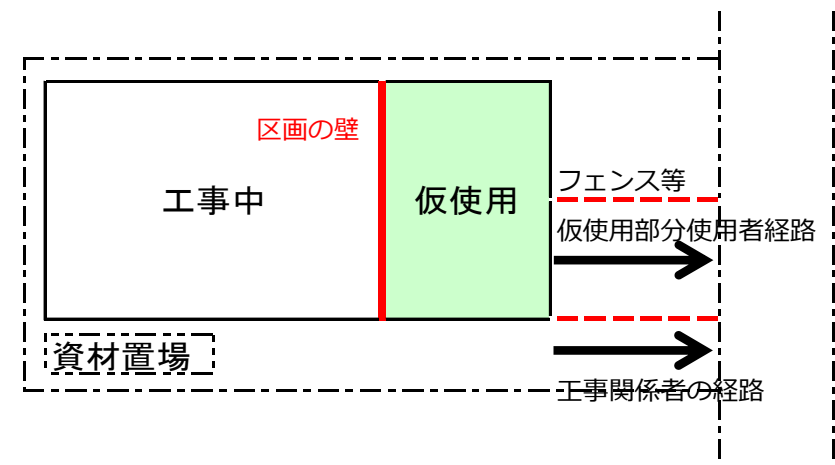 区画の壁
工事中
仮使用
フェンス等
仮使用部分使用者経路
資材置場
工事関係者の経路